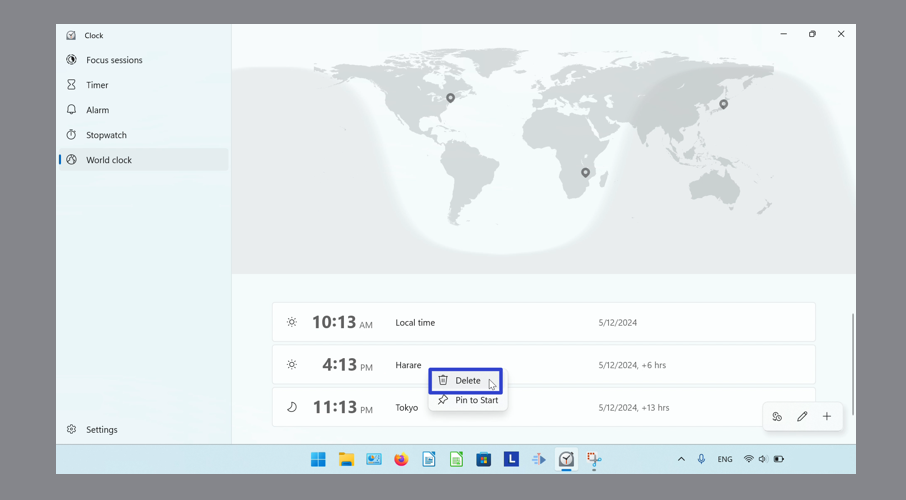 Clock
Focus sessions
Timer
Alarm
Stopwatch
World clock
10:13 AM Local time 5/12/2024
4:13 PM Harare 5/12/2024, +6 hrs
Delete
Pin to Start
11:13 PM Tokyo 5/12/2024, +13 hrs
Settings
L
ENG